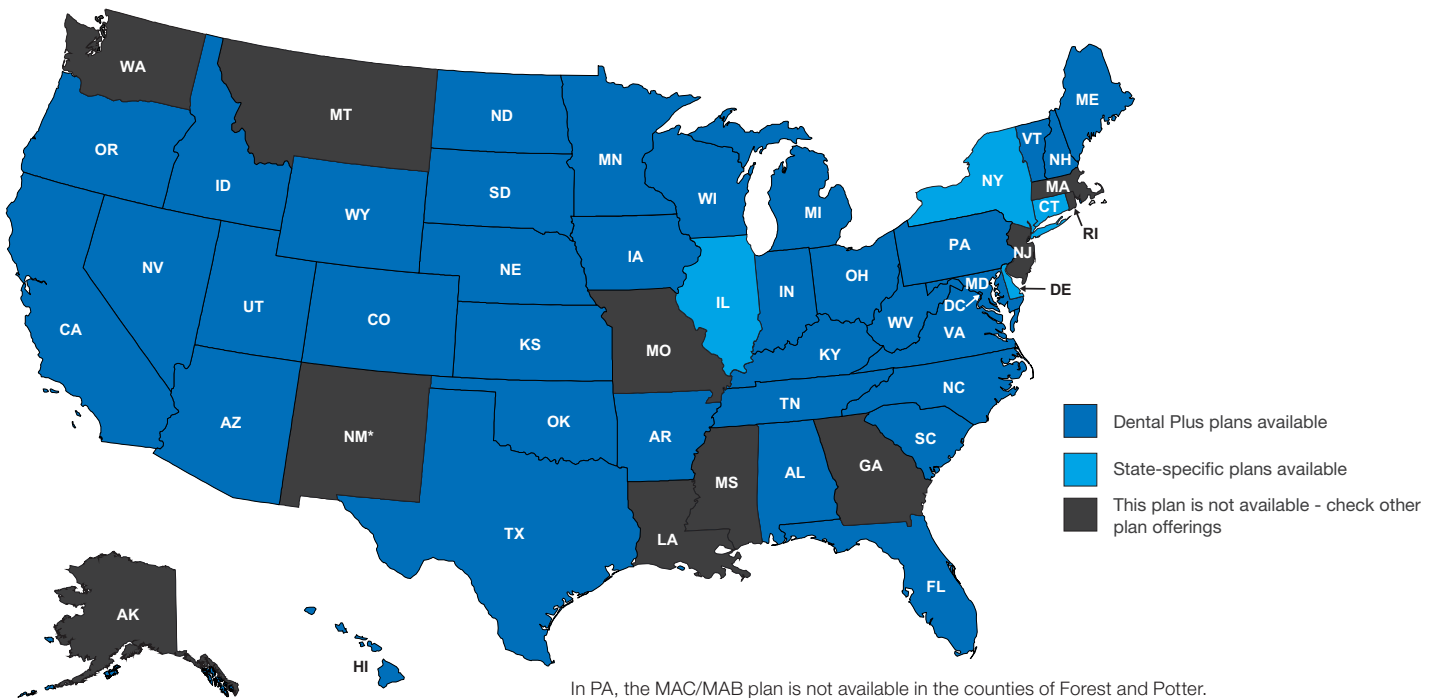 WA
MT
ND
MN
ME
VT
NH
OR
ID
SD
WI
NY
MA
CT
RI
WY
MI
IA
PA
NJ
NE
NV
UT
CO
IL
IN
OH
MD
DE
DC
CA
KS
MO
WV
VA
KY
NC
TN
AZ
NM*
OK
AR
SC
MS
AL
GA
TX
LA
FL
AK
HI
Dental Plus plans available
State-specific plans available
This plan is not available - check other
plan offerings
In PA, the MAC/MAB plan is not available in the counties of Forest and Potter.